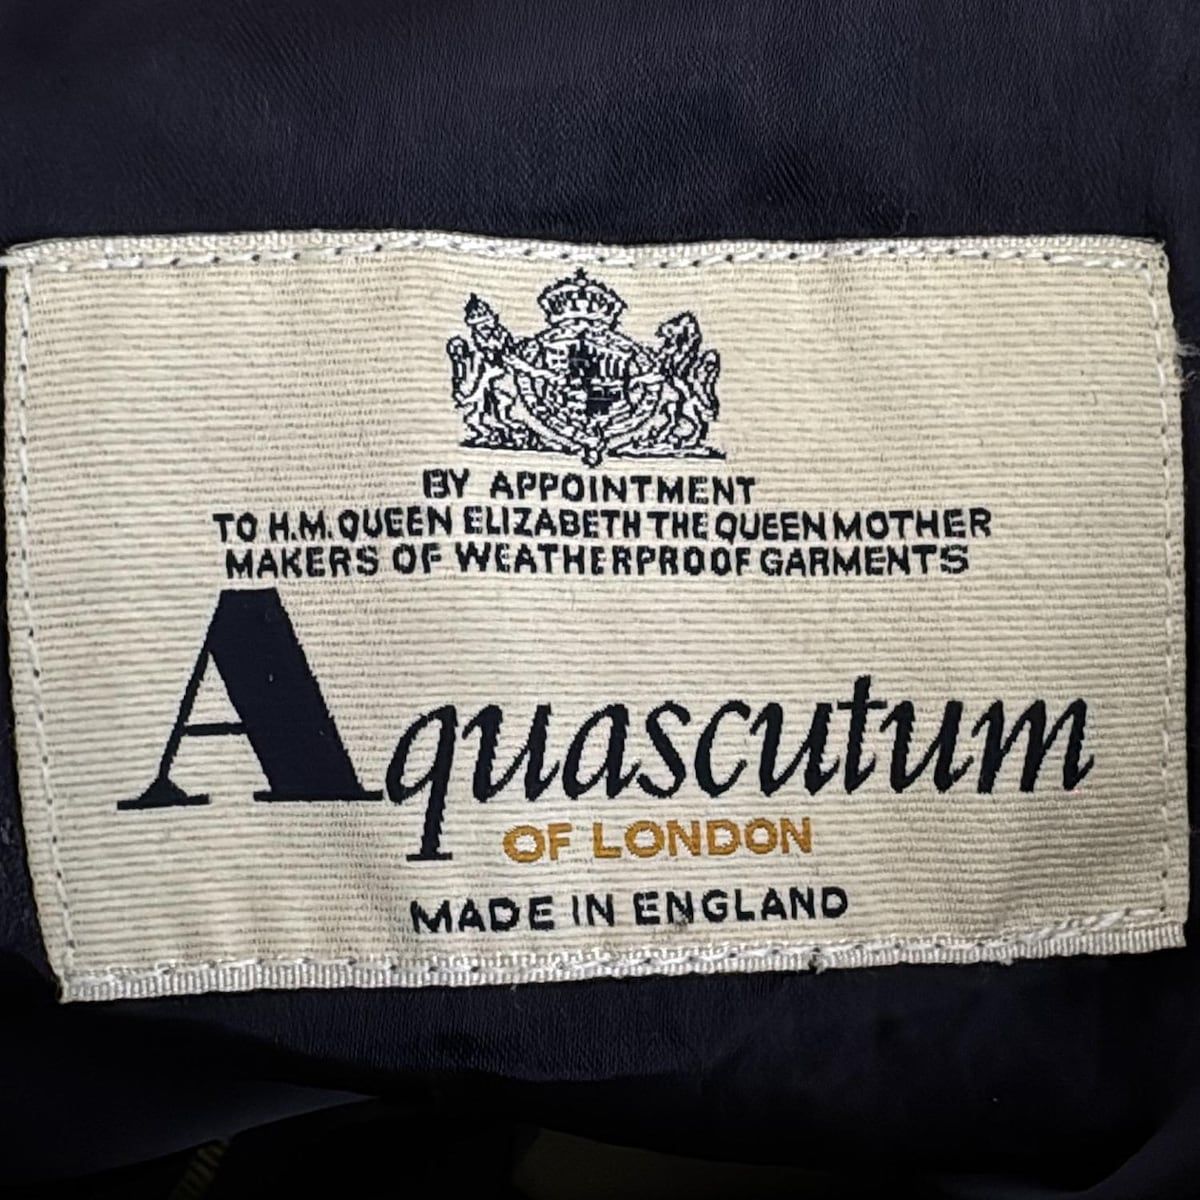 BY APPOINTMENT
TO H.M. QUEEN ELIZABETH THE QUEEN MOTHER
MAKERS OF WEATHERPROOF GARMENTS
Aquascutum
OF LONDON
MADE IN ENGLAND